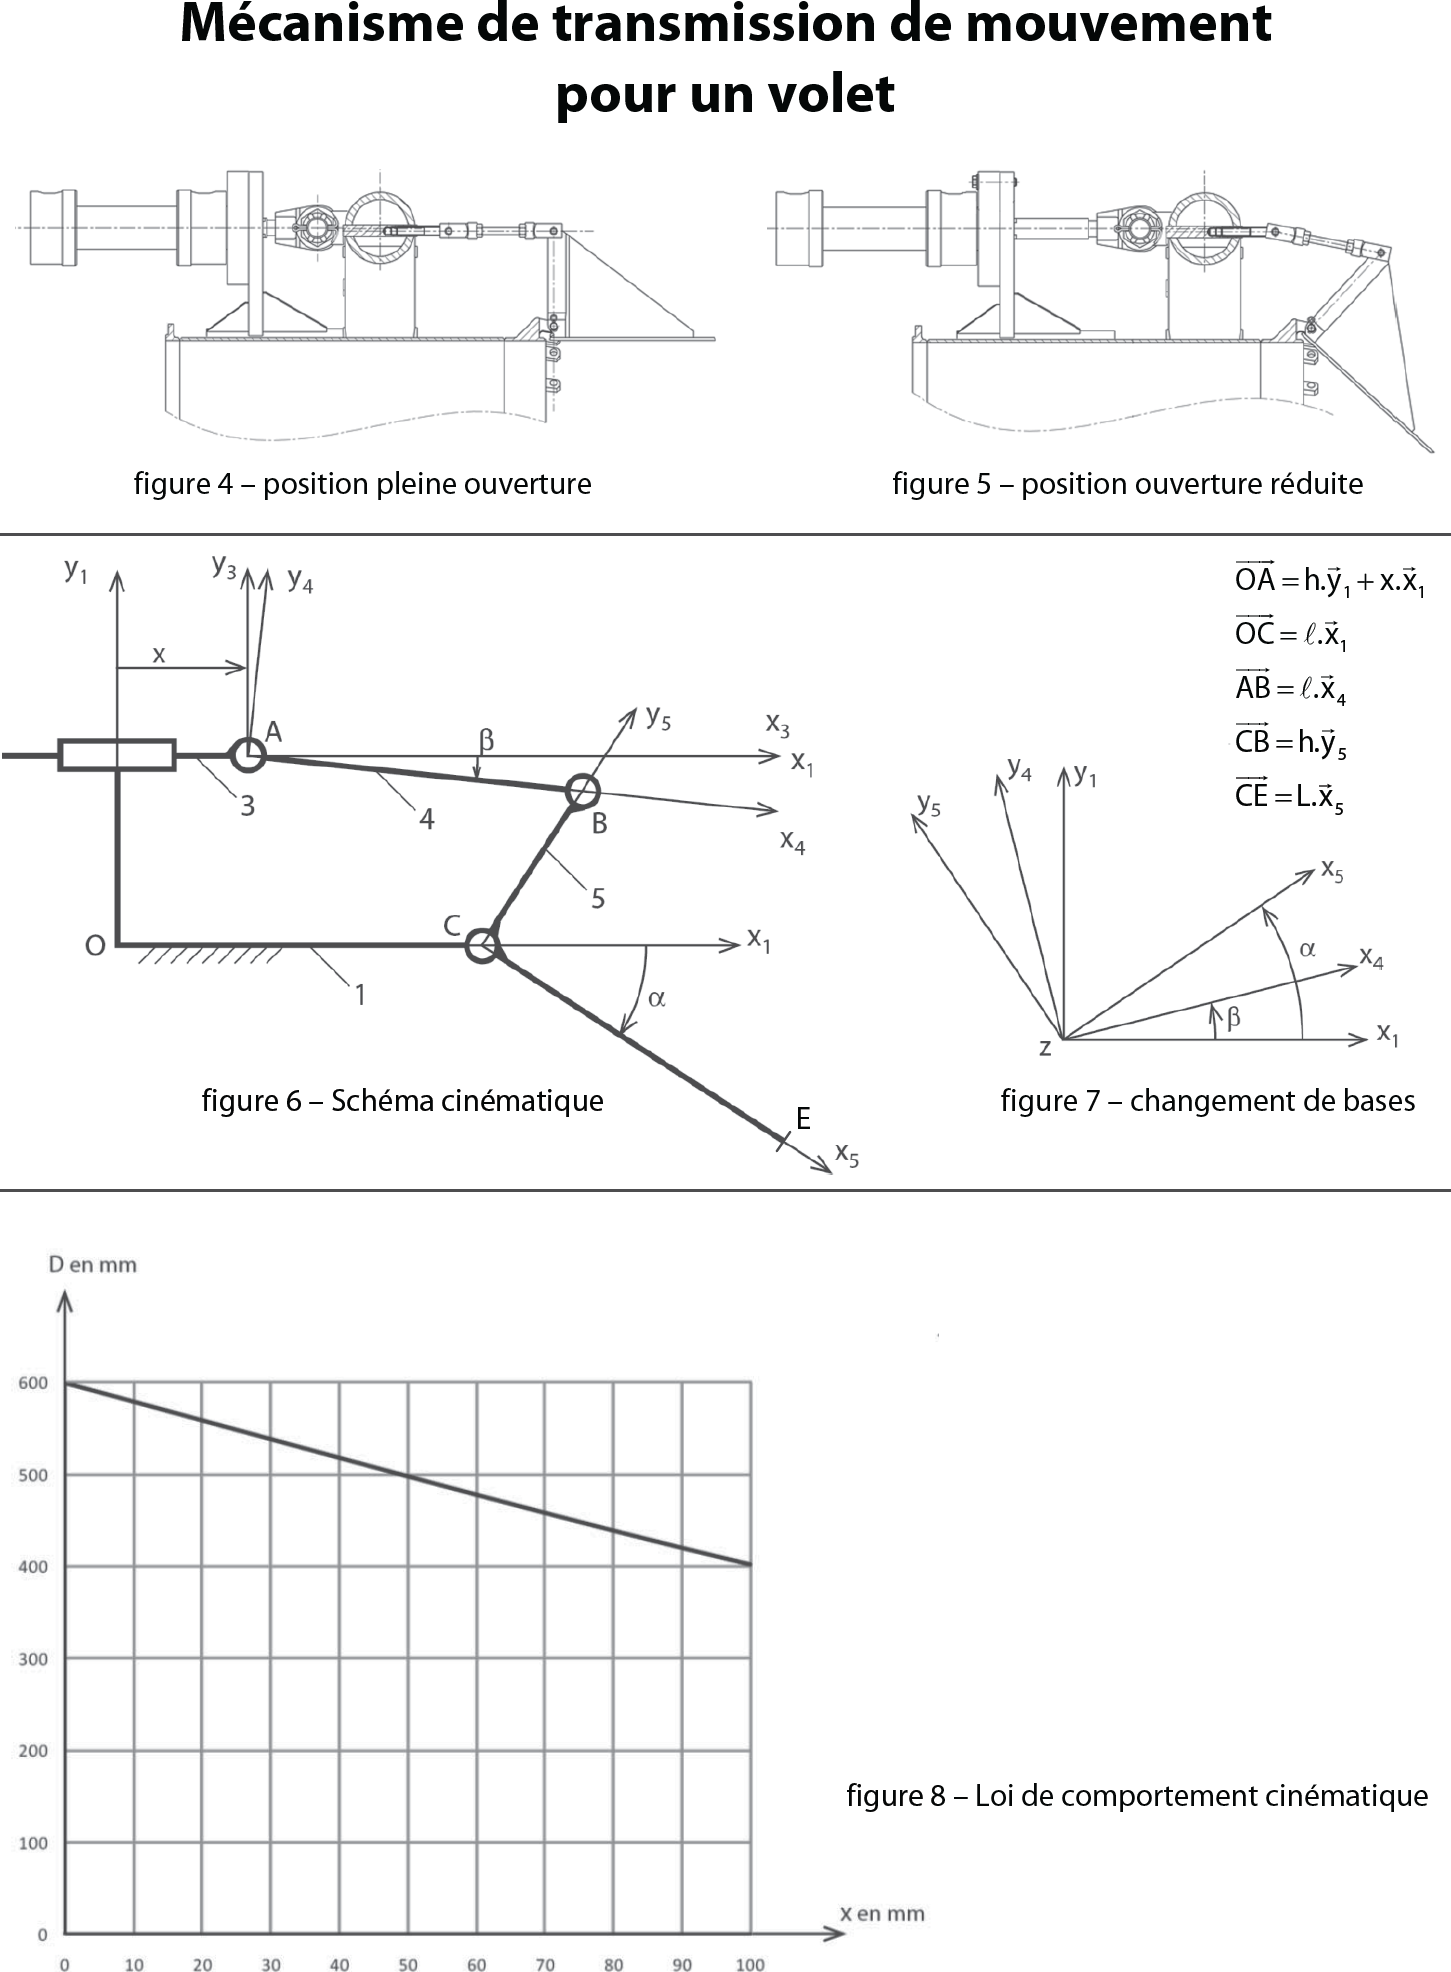 Mécanisme de transmission de mouvement
pour un volet
figure 4 – position pleine ouverture
figure 5 – position ouverture réduite
y₁
y₃
y₄
x
A
β
y₅
x₃
x₁
3
4
B
x₄
5
C
O
x₁
1
α
E
x₅
figure 6 – Schéma cinématique
OA = h.y₁ + x.x₁
OC = ℓ.x₁
AB = ℓ.x₄
CB = h.y₅
CE = L.x₅
y₅
y₄
y₁
x₅
α
x₄
β
z
x₁
figure 7 – changement de bases
D en mm
600
500
400
300
200
100
0
0 10 20 30 40 50 60 70 80 90 100
x en mm
figure 8 – Loi de comportement cinématique